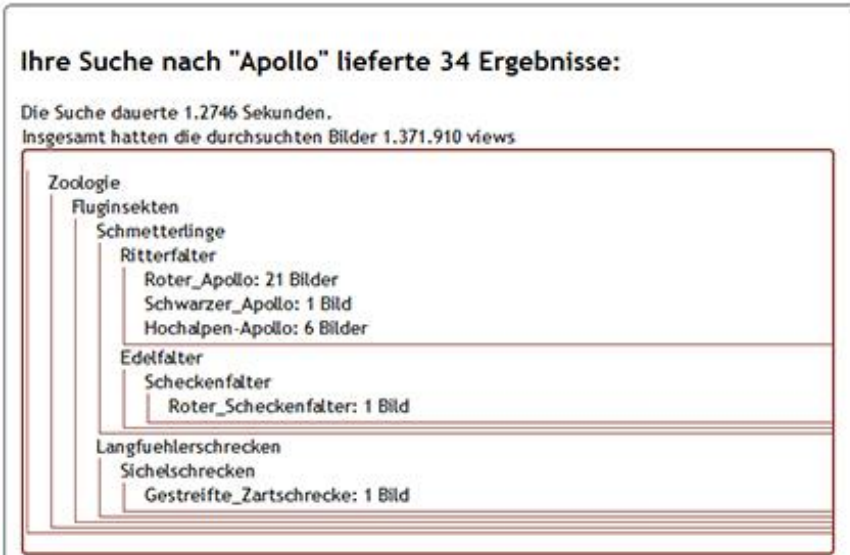 Ihre Suche nach "Apollo" lieferte 34 Ergebnisse:
Die Suche dauerte 1.2746 Sekunden.
Insgesamt hatten die durchsuchten Bilder 1.371.910 views
Zoologie
Fluginsekten
Schmetterlinge
Ritterfalter
Roter_Apollo: 21 Bilder
Schwarzer_Apollo: 1 Bild
Hochalpen-Apollo: 6 Bilder
Edelfalter
Scheckenfalter
Roter_Scheckenfalter: 1 Bild
Langfuehlerschrecken
Sichelschrecken
Gestreifte_Zartschrecke: 1 Bild